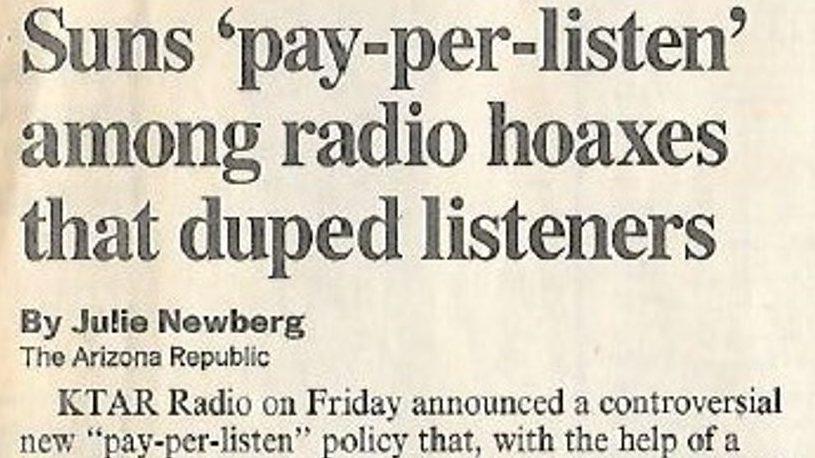 Suns ‘pay-per-listen’
among radio hoaxes
that duped listeners
By Julie Newberg
The Arizona Republic
KTAR Radio on Friday announced a controversial
new “pay-per-listen” policy that, with the help of a